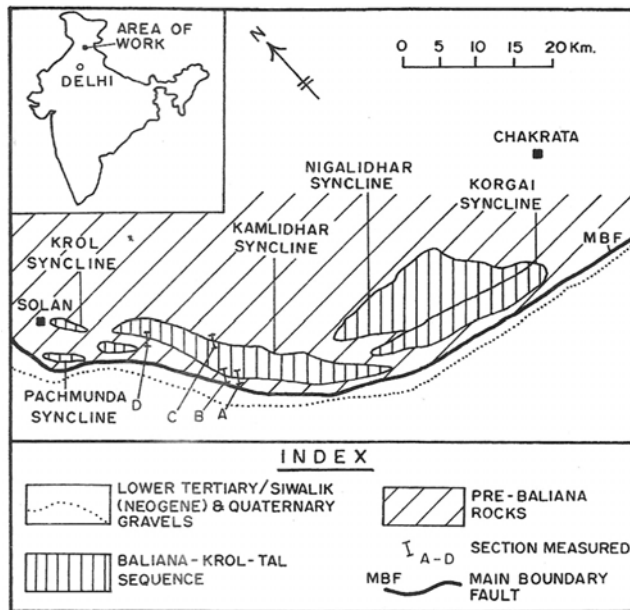 AREA OF
WORK
DELHI
N
0 5 10 15 20 Km.
CHAKRATA
NIGALIDHAR
SYNCLINE
KORGAI
SYNCLINE
KAMLIDHAR
SYNCLINE
MBF
KROL
SYNCLINE
SOLAN
PACHMUNDA
SYNCLINE
D
C
B
A
INDEX
LOWER TERTIARY/SIWALIK
(NEOGENE) & QUATERNARY
GRAVELS
PRE-BALIANA
ROCKS
BALIANA-KROL-TAL
SEQUENCE
A-D
SECTION MEASURED
MBF
MAIN BOUNDARY
FAULT